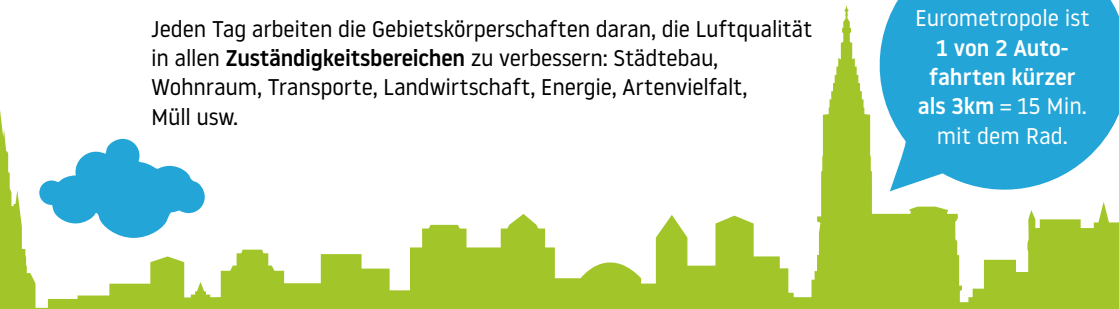 Jeden Tag arbeiten die Gebietskörperschaften daran, die Luftqualität
in allen Zuständigkeitsbereichen zu verbessern: Städtebau,
Wohnraum, Transporte, Landwirtschaft, Energie, Artenvielfalt,
Müll usw.
Eurometropole ist
1 von 2 Auto-
fahrten kürzer
als 3km = 15 Min.
mit dem Rad.